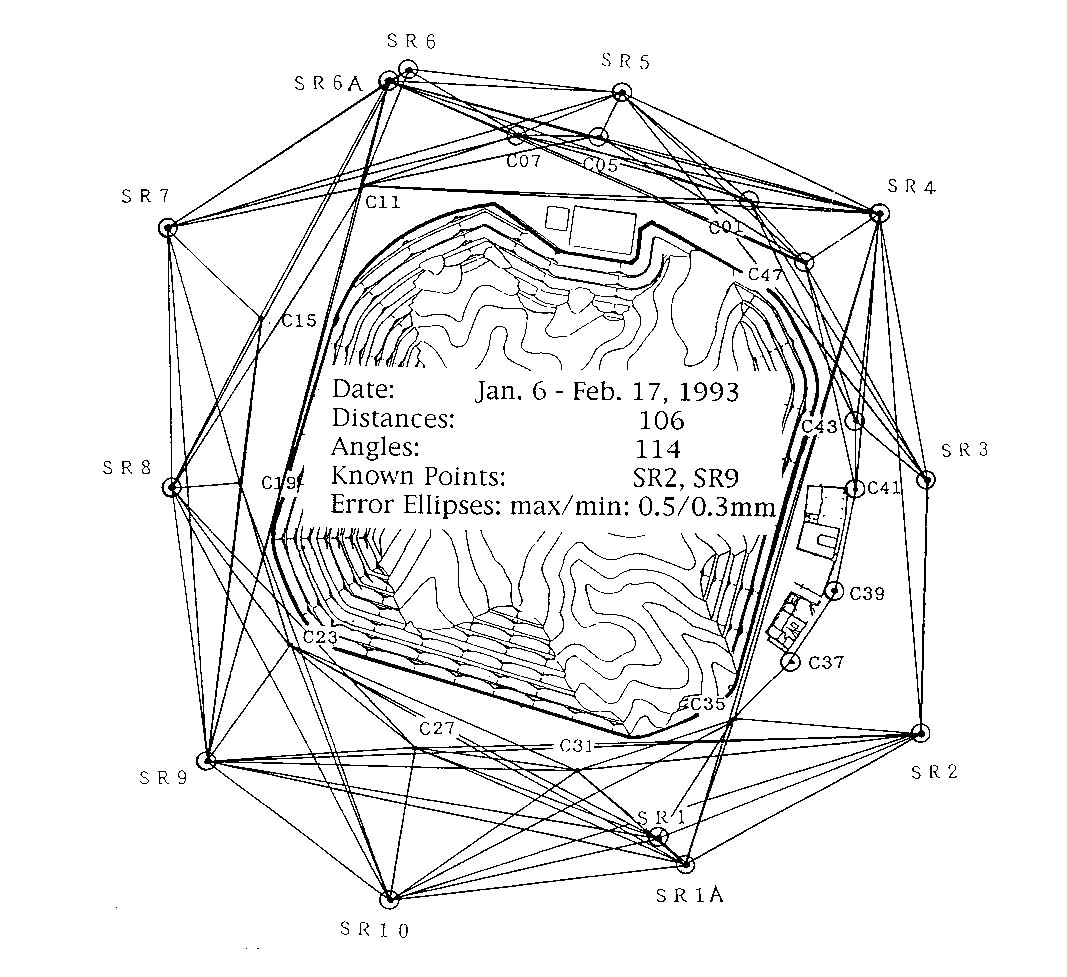 SR6
SR5
SR6A
C07
C05
SR7
SR4
C11
C01
C47
C15
Date: Jan. 6 - Feb. 17, 1993
Distances: 106
Angles: 114
Known Points: SR2, SR9
Error Ellipses: max/min: 0.5/0.3mm
C43
SR3
SR8
C19
C41
C39
C23
C37
C35
C27
C31
SR9
SR2
SR1
SR1A
SR10